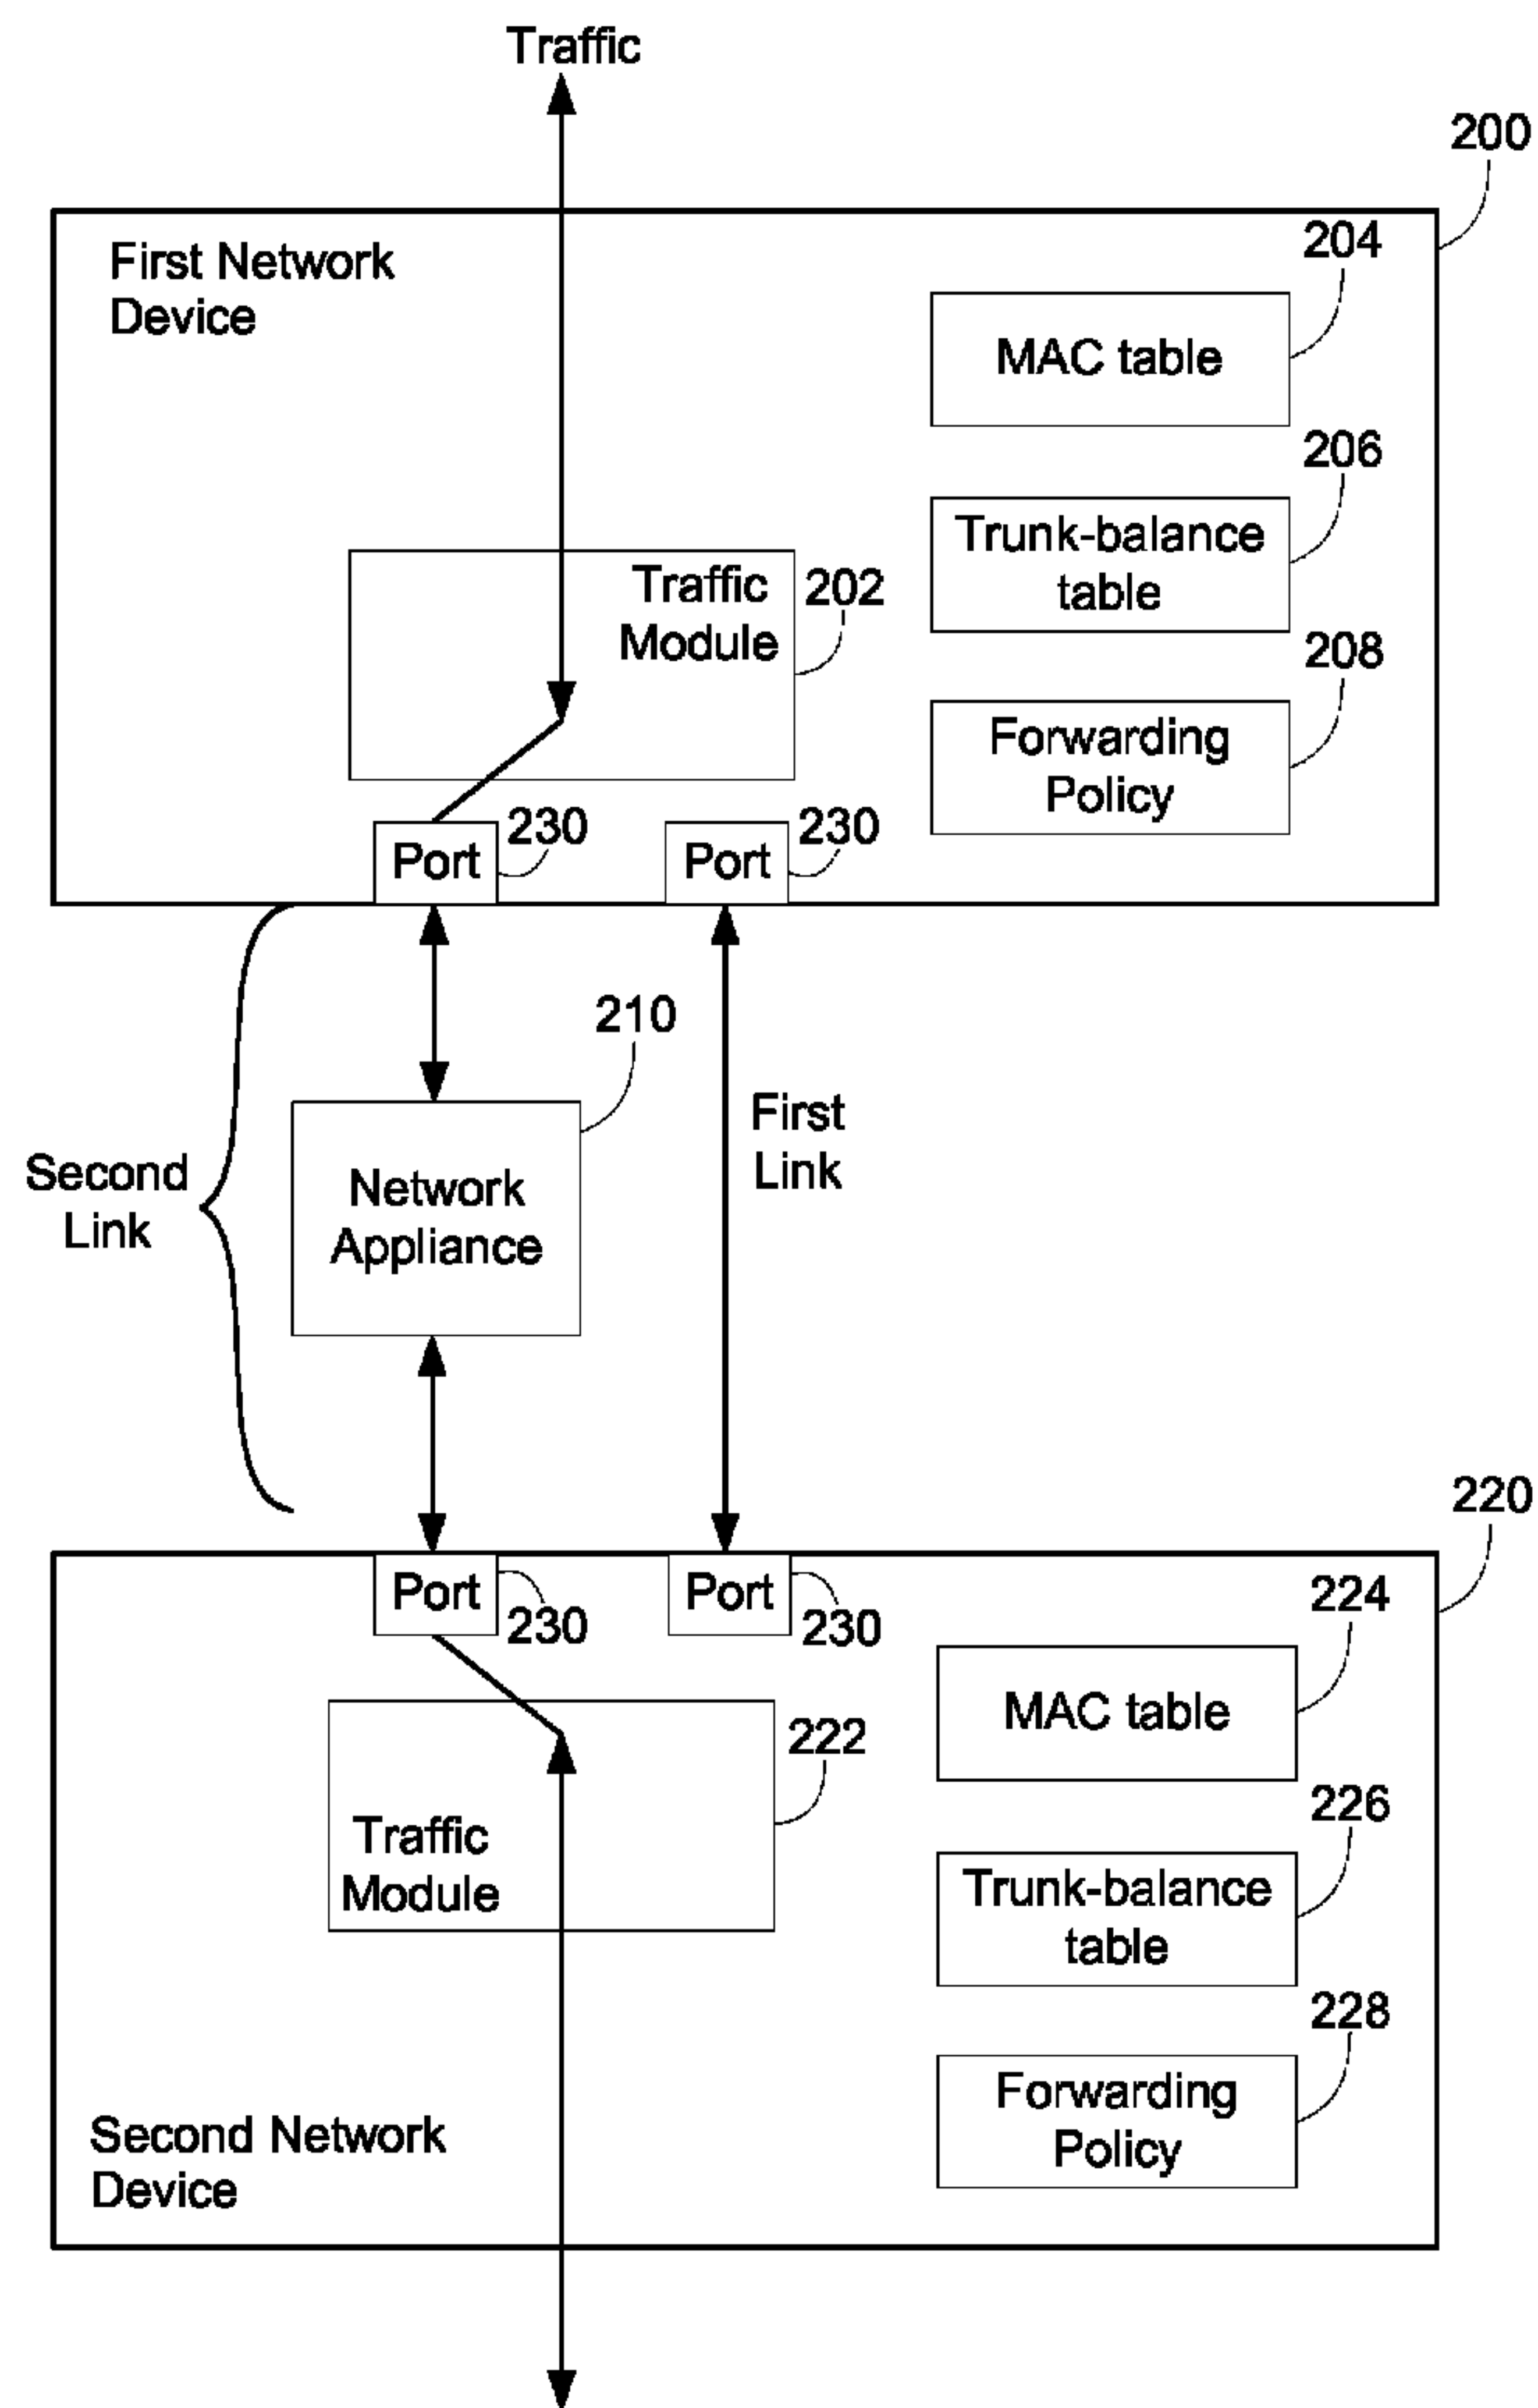 Traffic
200
First Network
Device
204
MAC table
206
Trunk-balance
table
Traffic
Module
202
208
Forwarding
Policy
Port
230
Port
230
210
First
Link
Second
Link
Network
Appliance
220
Port
230
Port
230
224
MAC table
222
Traffic
Module
226
Trunk-balance
table
228
Forwarding
Policy
Second Network
Device